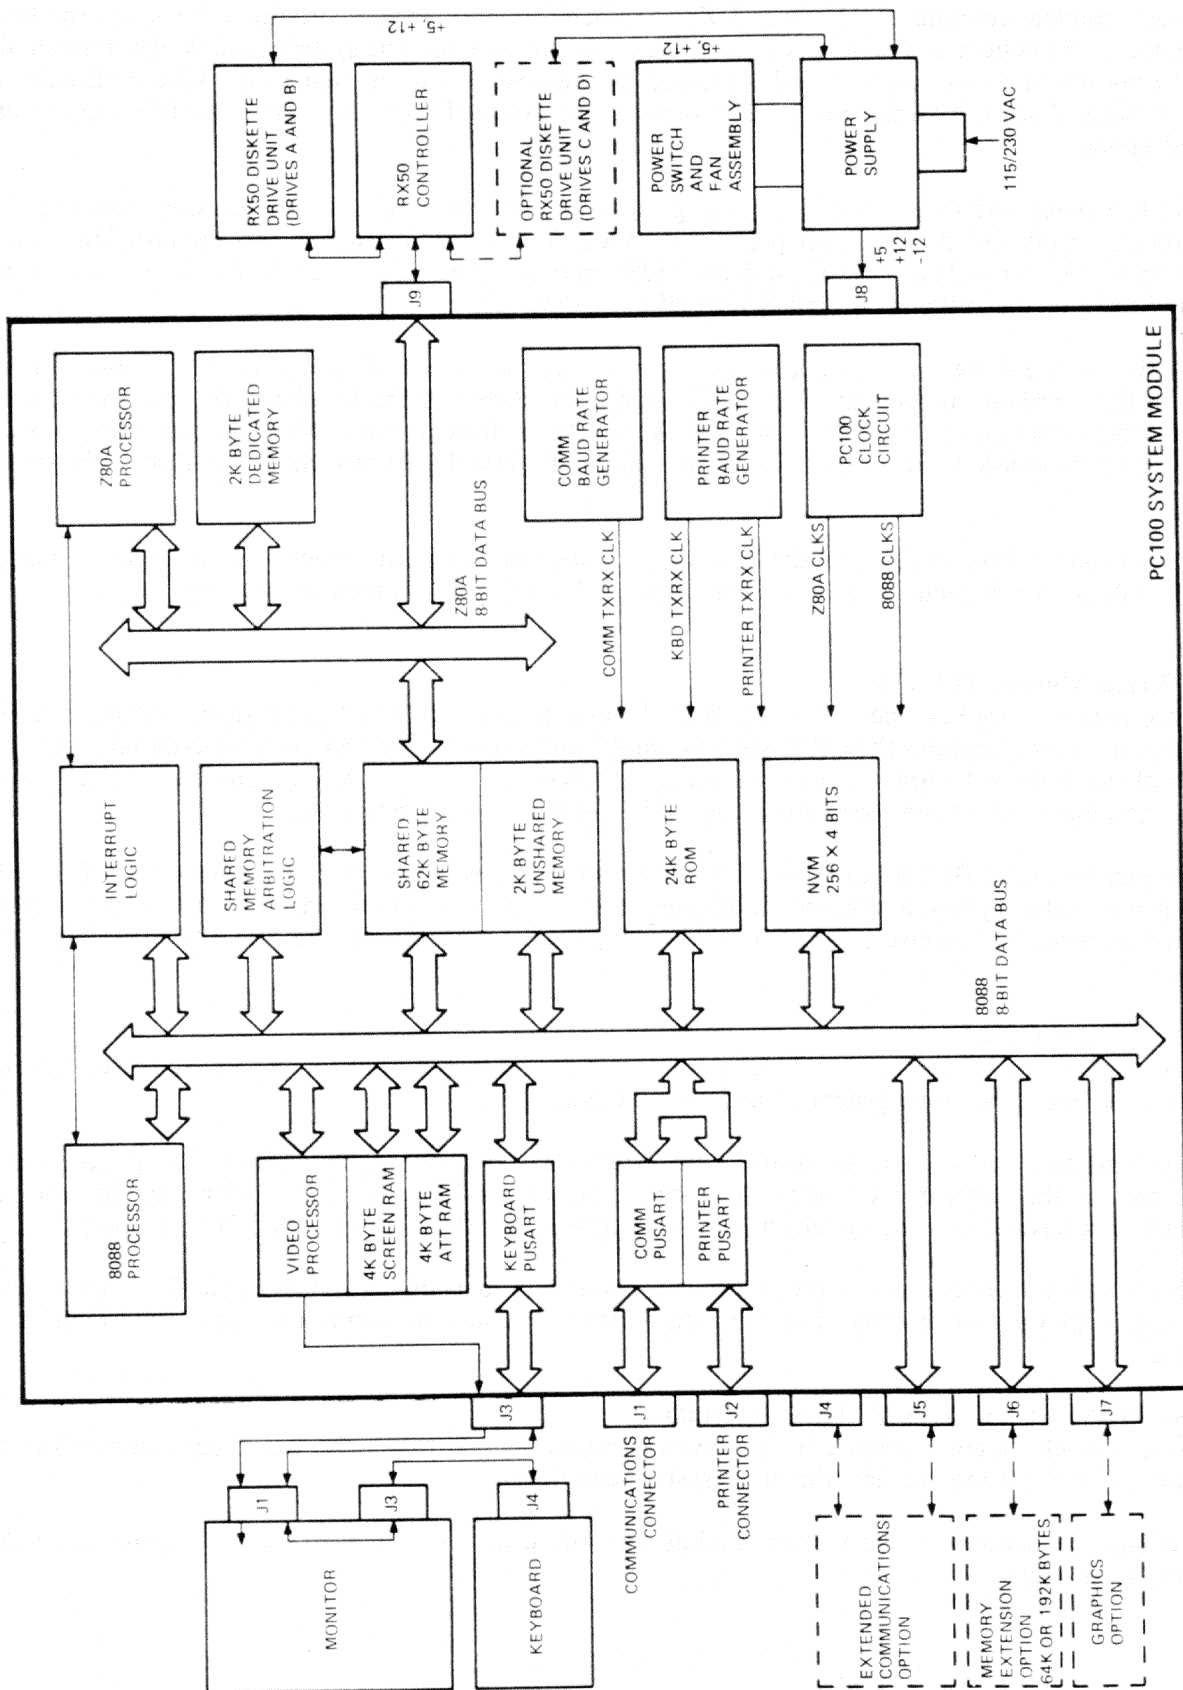 MONITOR
J1
J3
KEYBOARD
J4
J3
COMMUNICATIONS
CONNECTOR
J1
PRINTER
CONNECTOR
J2
J4
J5
J6
J7
EXTENDED
COMMUNICATIONS
OPTION
MEMORY
EXTENSION
OPTION
64K OR 192K BYTES
GRAPHICS
OPTION
8088
PROCESSOR
VIDEO
PROCESSOR
4K BYTE
SCREEN RAM
4K BYTE
ATT RAM
KEYBOARD
PUSART
COMM
PUSART
PRINTER
PUSART
8088
8-BIT DATA BUS
INTERRUPT
LOGIC
SHARED
MEMORY
ARBITRATION
LOGIC
SHARED
62K BYTE
MEMORY
2K BYTE
UNSHARED
MEMORY
24K BYTE
ROM
NVM
256 X 4 BITS
Z80A
8-BIT DATA BUS
COMM TXRX CLK
KBD TXRX CLK
PRINTER TXRX CLK
Z80A CLKS
8088 CLKS
Z80A
PROCESSOR
2K BYTE
DEDICATED
MEMORY
COMM
BAUD RATE
GENERATOR
PRINTER
BAUD RATE
GENERATOR
PC100
CLOCK
CIRCUIT
PC100 SYSTEM MODULE
J9
J8
+5
+12
-12
RX50 DISKETTE
DRIVE UNIT
(DRIVES A AND B)
RX50
CONTROLLER
OPTIONAL
RX50 DISKETTE
DRIVE UNIT
(DRIVES C AND D)
POWER
SWITCH
AND
FAN
ASSEMBLY
POWER
SUPPLY
115/230 VAC
+5, +12
+5, +12